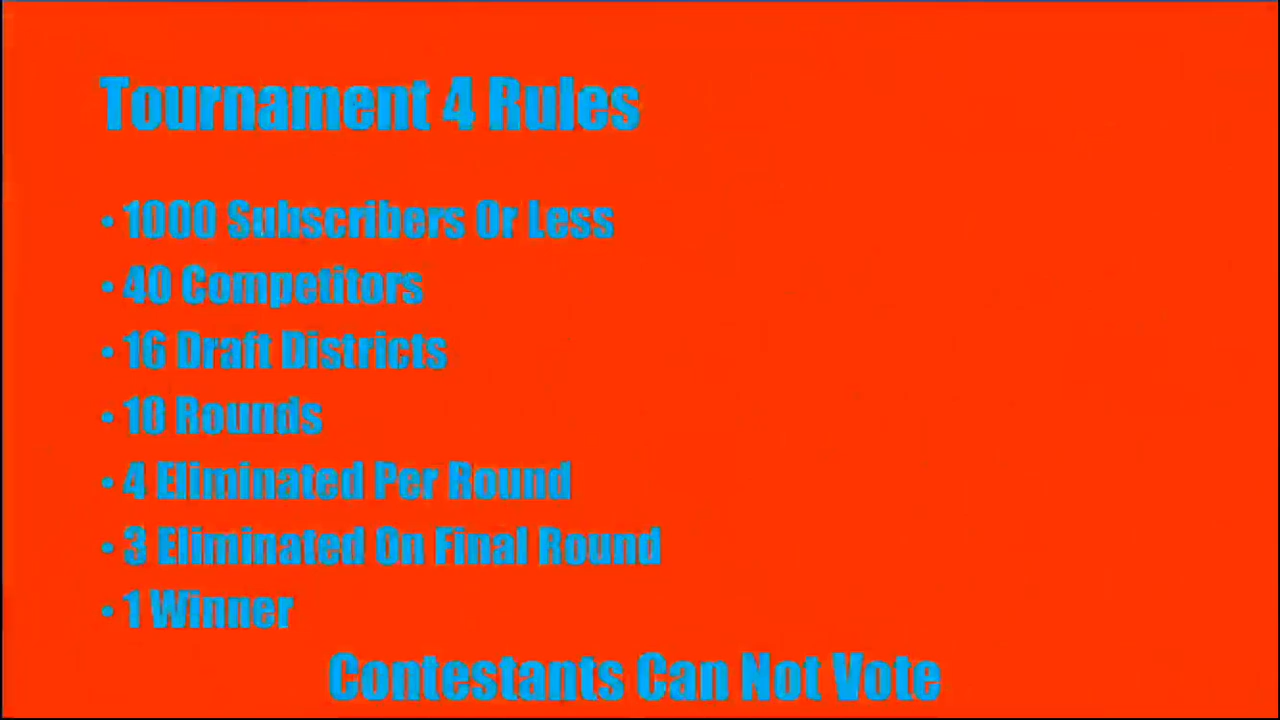 Tournament 4 Rules
• 1000 Subscribers Or Less
• 40 Competitors
• 16 Draft Districts
• 10 Rounds
• 4 Eliminated Per Round
• 3 Eliminated On Final Round
• 1 Winner
Contestants Can Not Vote